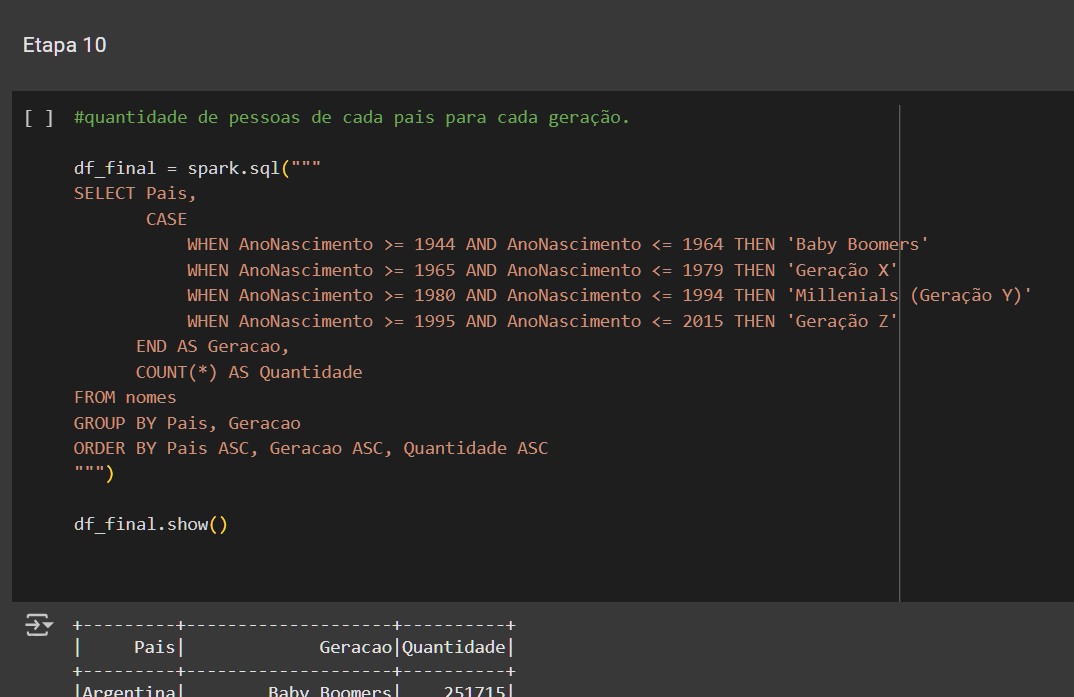 Etapa 10
[ ] #quantidade de pessoas de cada pais para cada geração.
df_final = spark.sql("""
SELECT Pais,
CASE
WHEN AnoNascimento >= 1944 AND AnoNascimento <= 1964 THEN 'Baby Boomers'
WHEN AnoNascimento >= 1965 AND AnoNascimento <= 1979 THEN 'Geração X'
WHEN AnoNascimento >= 1980 AND AnoNascimento <= 1994 THEN 'Millenials (Geração Y)'
WHEN AnoNascimento >= 1995 AND AnoNascimento <= 2015 THEN 'Geração Z'
END AS Geracao,
COUNT(*) AS Quantidade
FROM nomes
GROUP BY Pais, Geracao
ORDER BY Pais ASC, Geracao ASC, Quantidade ASC
""")
df_final.show()
+---------+--------------------+----------+
| Pais| Geracao|Quantidade|
+---------+--------------------+----------+
|Argentina| Baby Boomers| 251715|